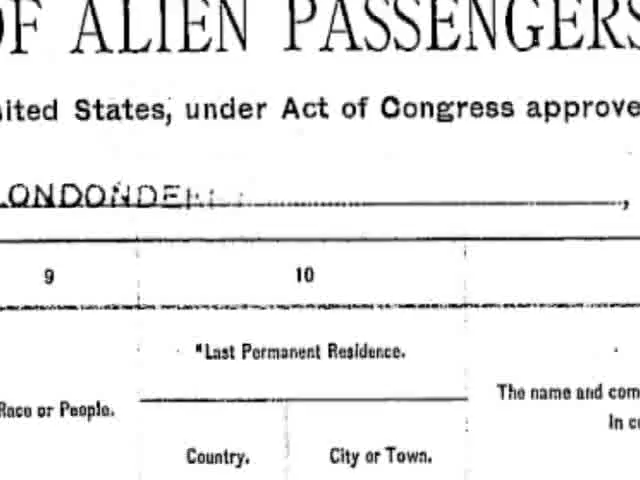 OF ALIEN PASSENGERS
nited States, under Act of Congress approve
LONDONDE
9 10
*Last Permanent Residence.
Race or People. The name and com
Country. City or Town. In c